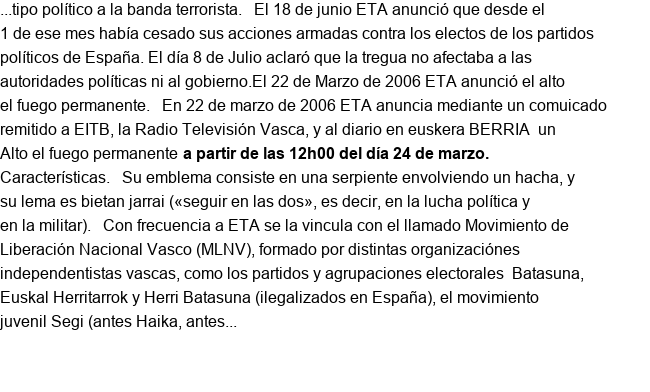 ...tipo político a la banda terrorista.   El 18 de junio ETA anunció que desde el
1 de ese mes había cesado sus acciones armadas contra los electos de los partidos
políticos de España. El día 8 de Julio aclaró que la tregua no afectaba a las
autoridades políticas ni al gobierno.El 22 de Marzo de 2006 ETA anunció el alto
el fuego permanente.   En 22 de marzo de 2006 ETA anuncia mediante un comuicado
remitido a EITB, la Radio Televisión Vasca, y al diario en euskera BERRIA  un
Alto el fuego permanente a partir de las 12h00 del día 24 de marzo.
Características.   Su emblema consiste en una serpiente envolviendo un hacha, y
su lema es bietan jarrai («seguir en las dos», es decir, en la lucha política y
en la militar).   Con frecuencia a ETA se la vincula con el llamado Movimiento de
Liberación Nacional Vasco (MLNV), formado por distintas organizaciónes
independentistas vascas, como los partidos y agrupaciones electorales  Batasuna,
Euskal Herritarrok y Herri Batasuna (ilegalizados en España), el movimiento
juvenil Segi (antes Haika, antes...